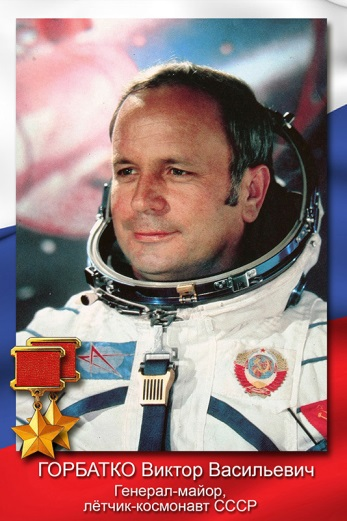 ГОРБАТКО Виктор Васильевич
Генерал-майор,
лётчик-космонавт СССР